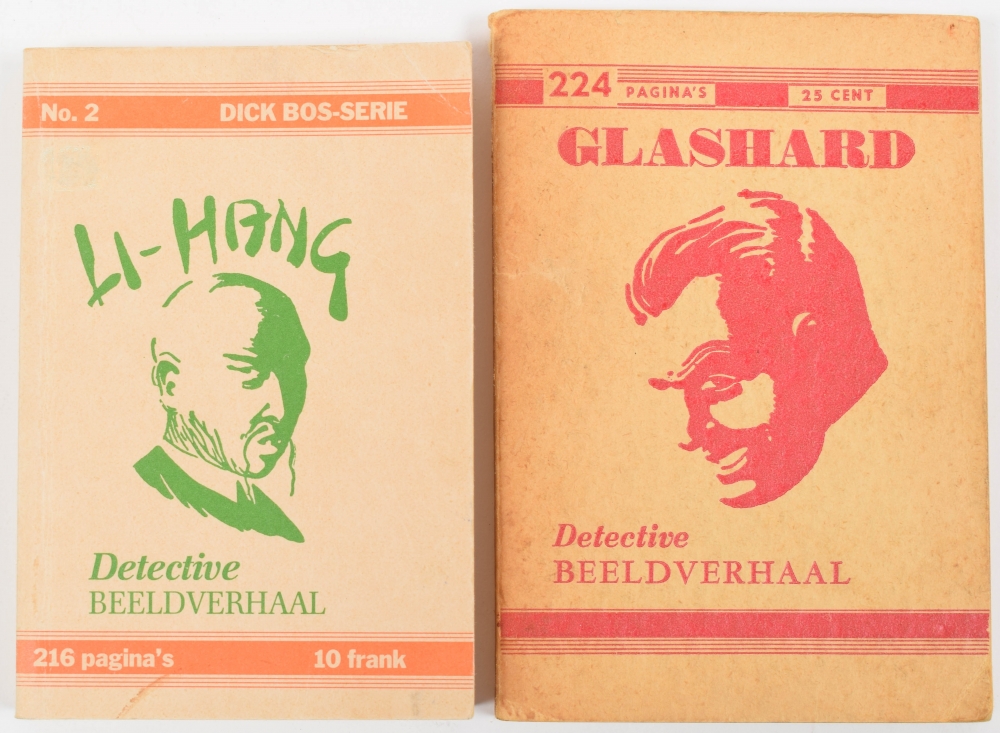 No. 2 DICK BOS-SERIE
LI-HANG
Detective
BEELDVERHAAL
216 pagina's 10 frank
224 PAGINA'S 25 CENT
GLASHARD
Detective
BEELDVERHAAL